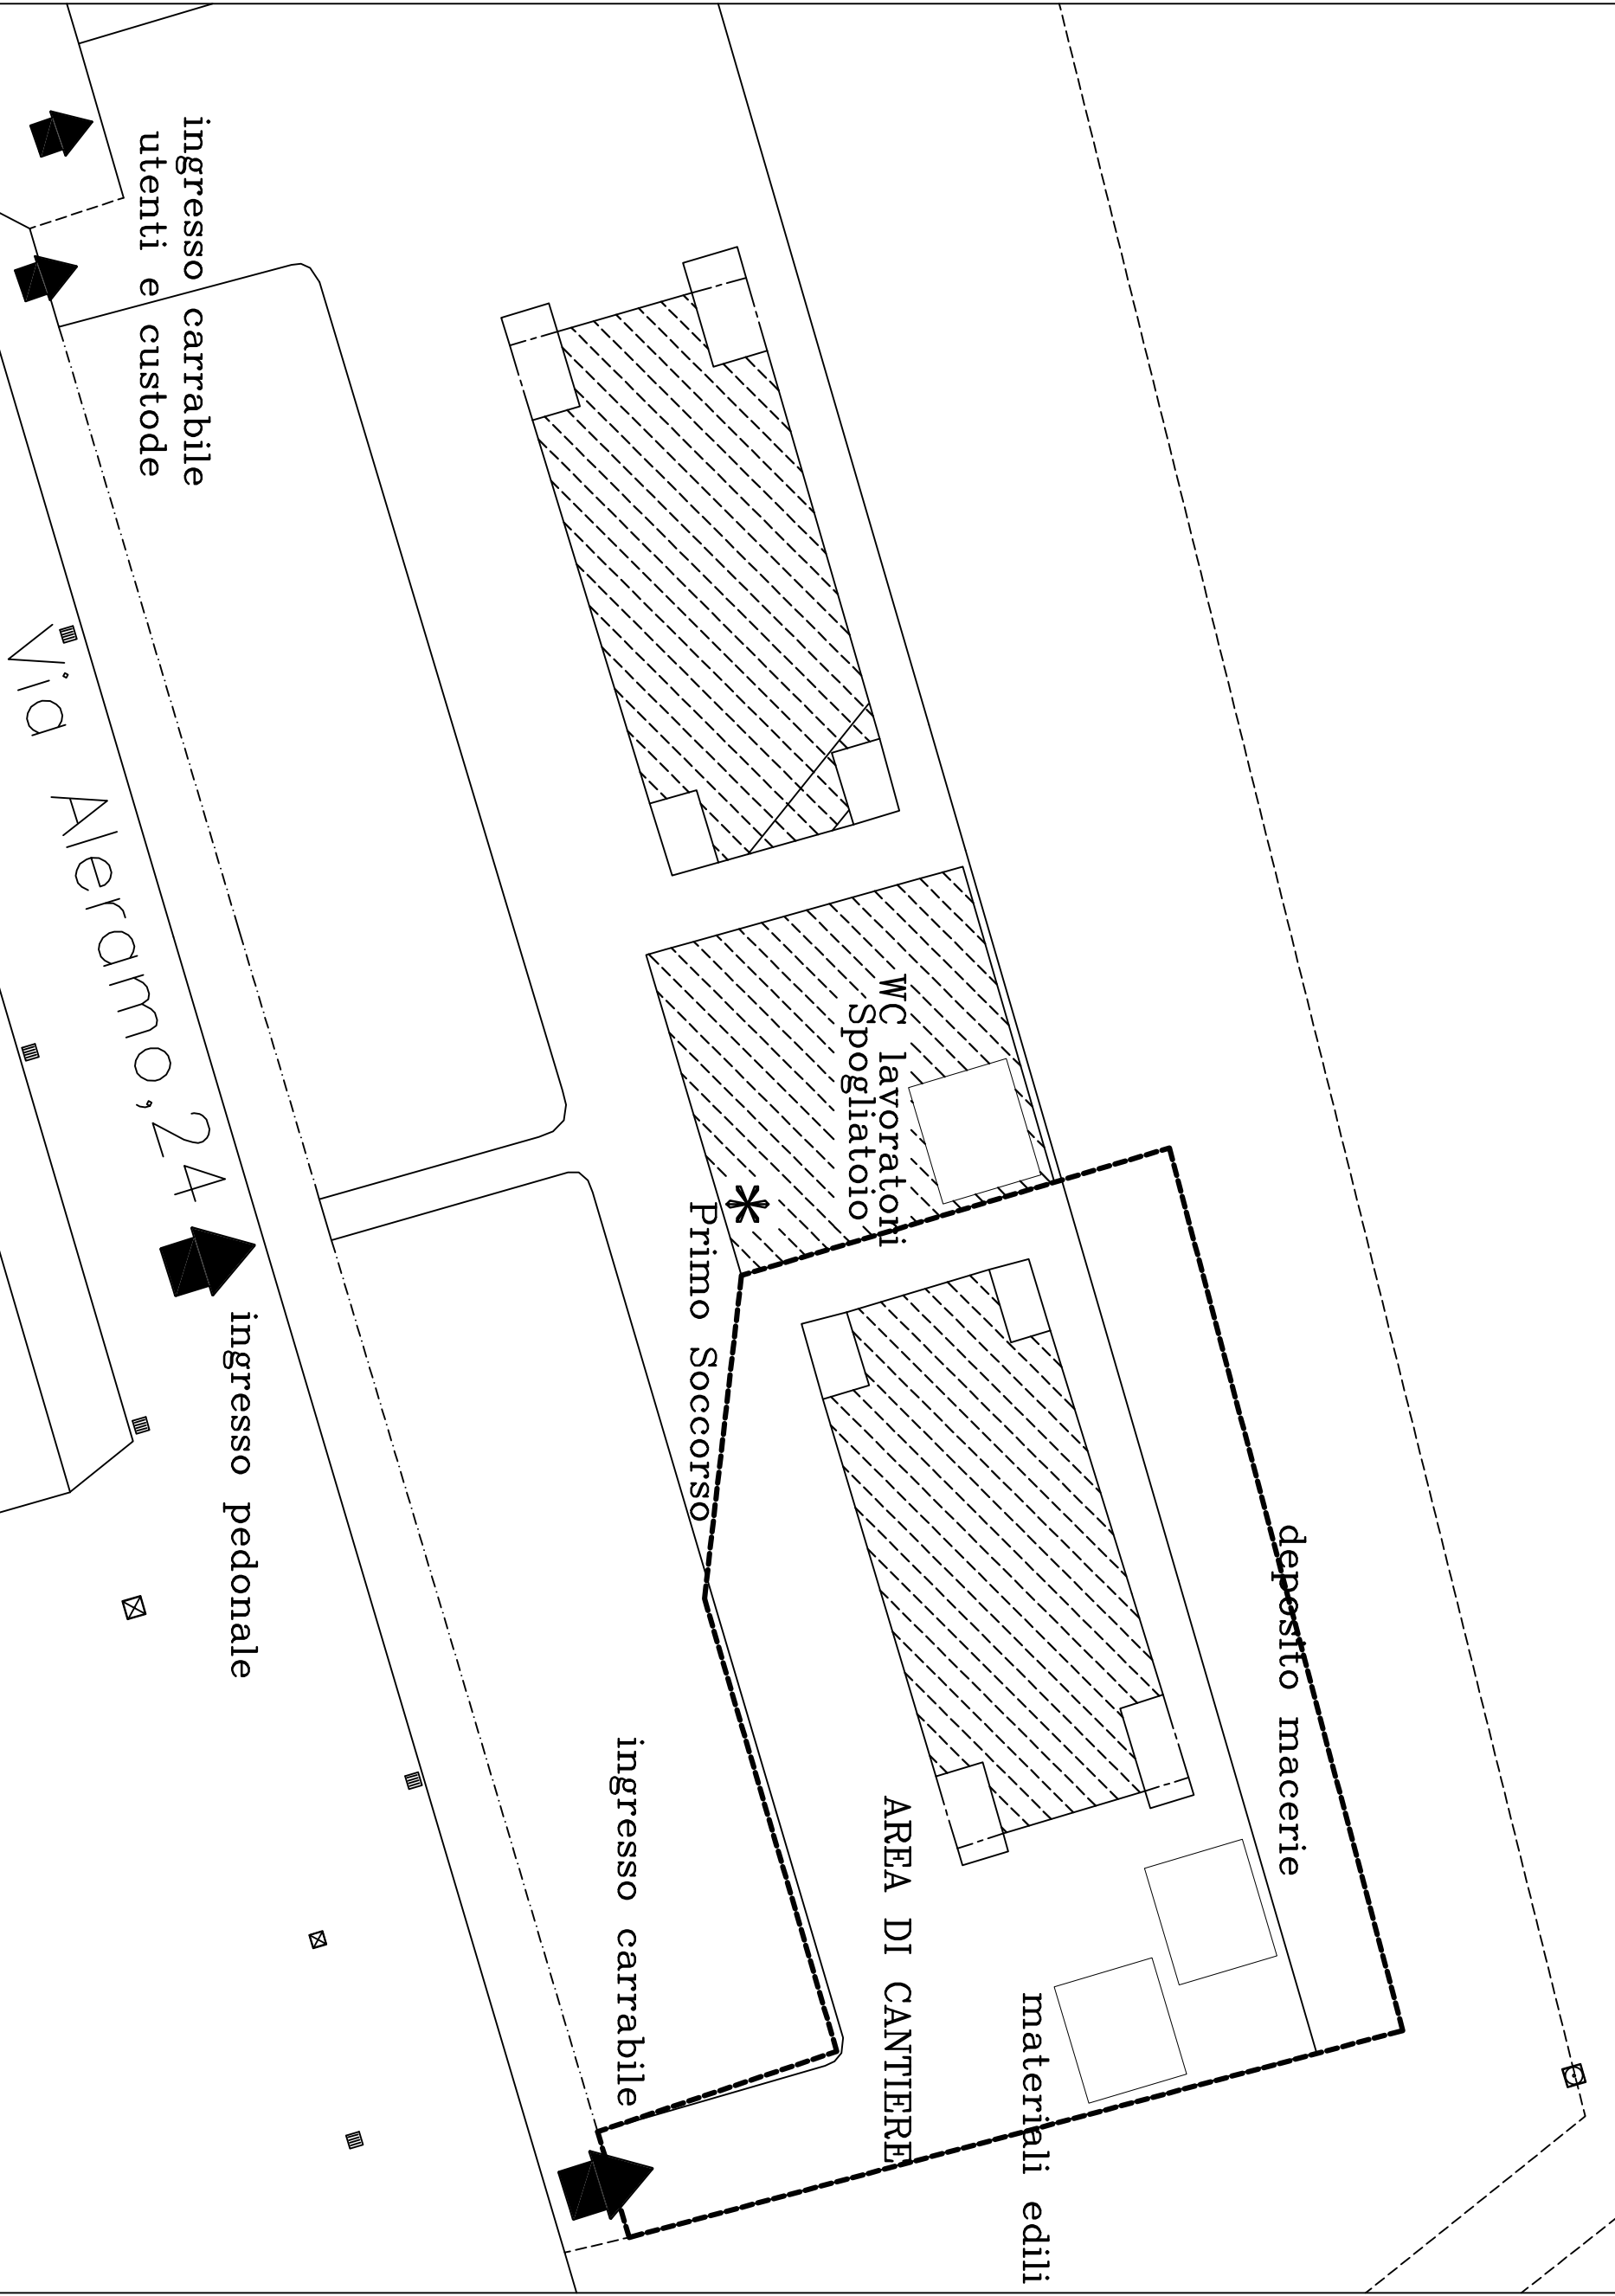 ingresso carrabile
utenti e custode
Via Aleramo,24
ingresso pedonale
WC lavoratori
Spogliatoio
Primo Soccorso
deposito macerie
AREA DI CANTIERE
materiali edili
ingresso carrabile